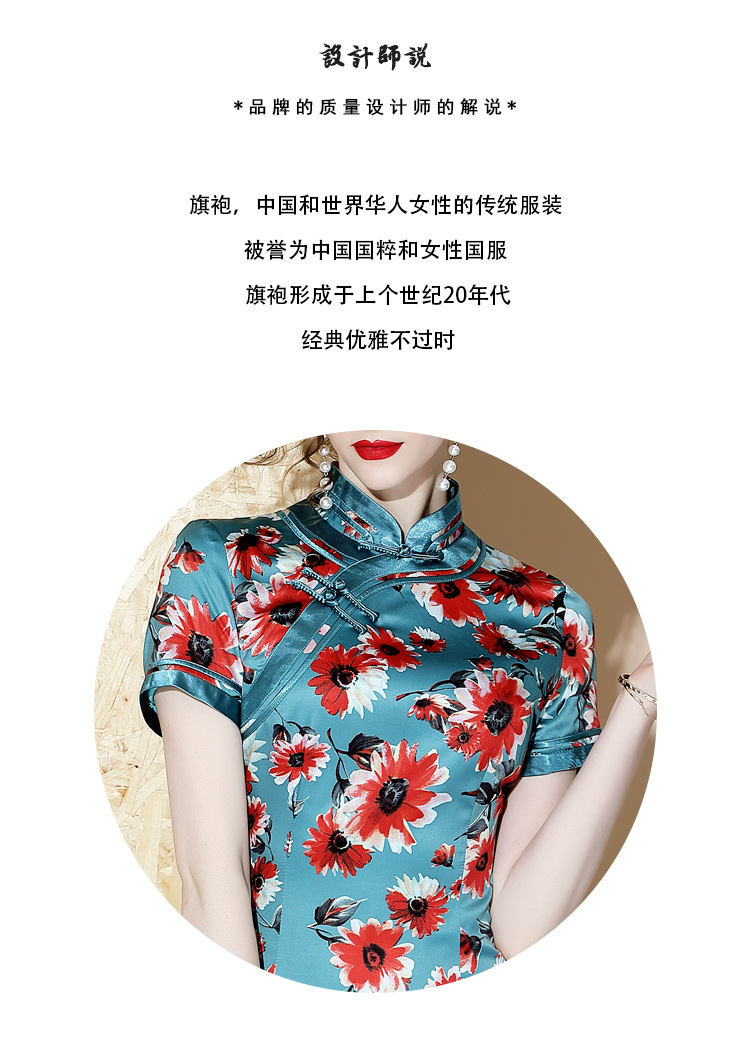 設計師説
*品牌的质量设计师的解说*
旗袍，中国和世界华人女性的传统服装
被誉为中国国粹和女性国服
旗袍形成于上个世纪20年代
经典优雅不过时